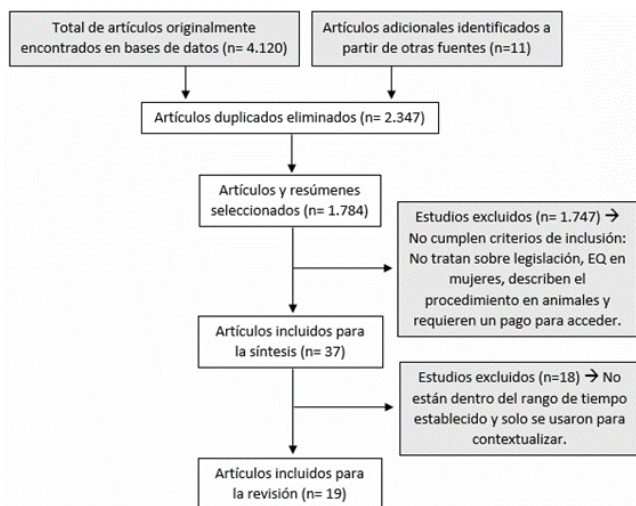 Total de artículos originalmente
encontrados en bases de datos (n= 4.120)
Artículos adicionales identificados a
partir de otras fuentes (n=11)
Artículos duplicados eliminados (n= 2.347)
Artículos y resúmenes
seleccionados (n= 1.784)
Estudios excluidos (n= 1.747) →
No cumplen criterios de inclusión:
No tratan sobre legislación, EQ en
mujeres, describen el
procedimiento en animales y
requieren un pago para acceder.
Artículos incluidos para
la síntesis (n= 37)
Estudios excluidos (n=18) → No
están dentro del rango de tiempo
establecido y solo se usaron para
contextualizar.
Artículos incluidos para
la revisión (n= 19)